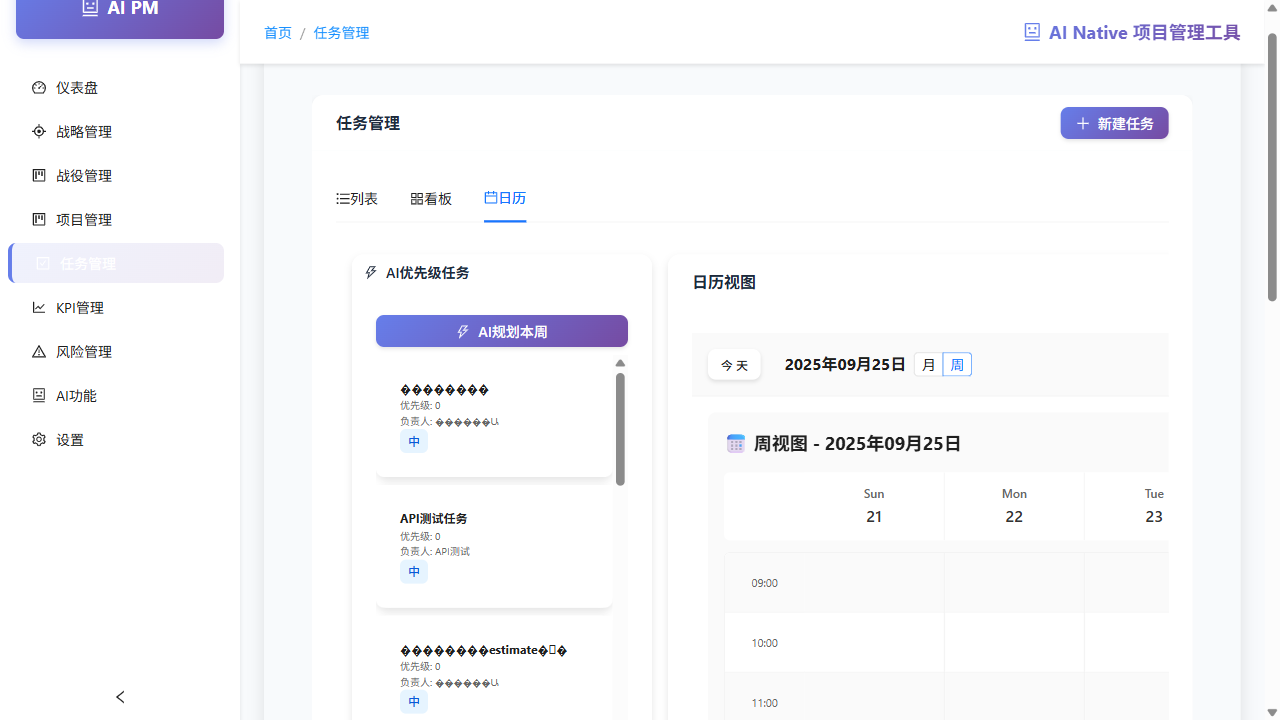 AI PM
首页 / 任务管理
AI Native 项目管理工具
仪表盘
战略管理
战役管理
项目管理
任务管理
KPI管理
风险管理
AI功能
设置
任务管理
新建任务
列表
看板
日历
AI优先级任务
AI规划本周
��������
优先级: 0
负责人: ������Ա
中
API测试任务
优先级: 0
负责人: API测试
中
优先级: 0
中
日历视图
今 天
2025年09月25日
月
周
周视图 - 2025年09月25日
Sun
Mon
Tue
21
22
23
09:00
10:00
11:00